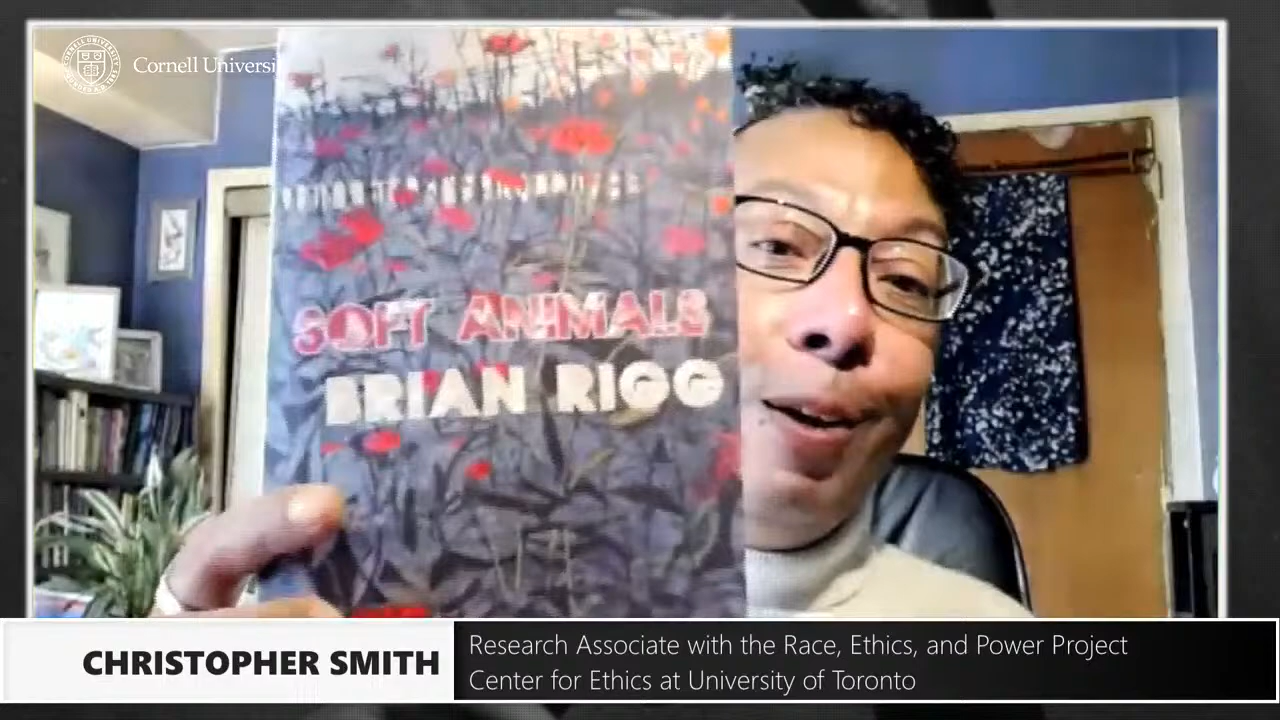 Cornell Universi
SOFT ANIMALS
BRIAN RIGG
CHRISTOPHER SMITH
Research Associate with the Race, Ethics, and Power Project
Center for Ethics at University of Toronto